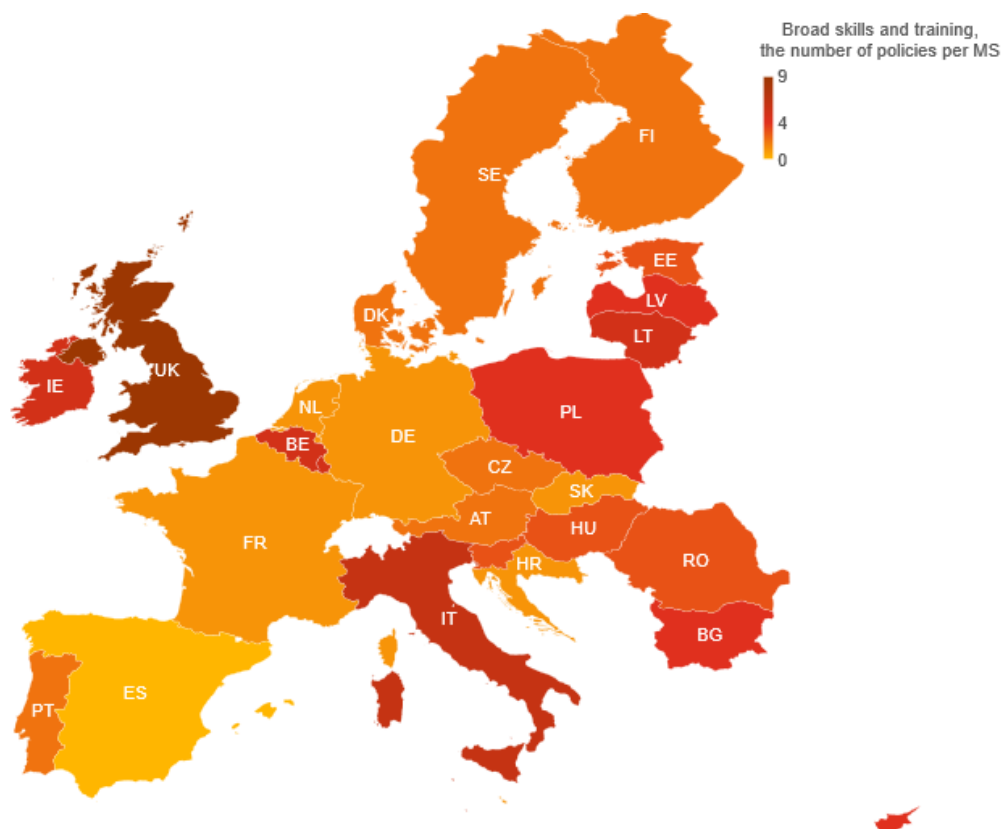 Broad skills and training,
the number of policies per MS
9
4
0
FI
SE
EE
LV
DK
LT
UK
IE
NL
PL
DE
BE
CZ
SK
AT
HU
FR
RO
HR
IT
BG
ES
PT